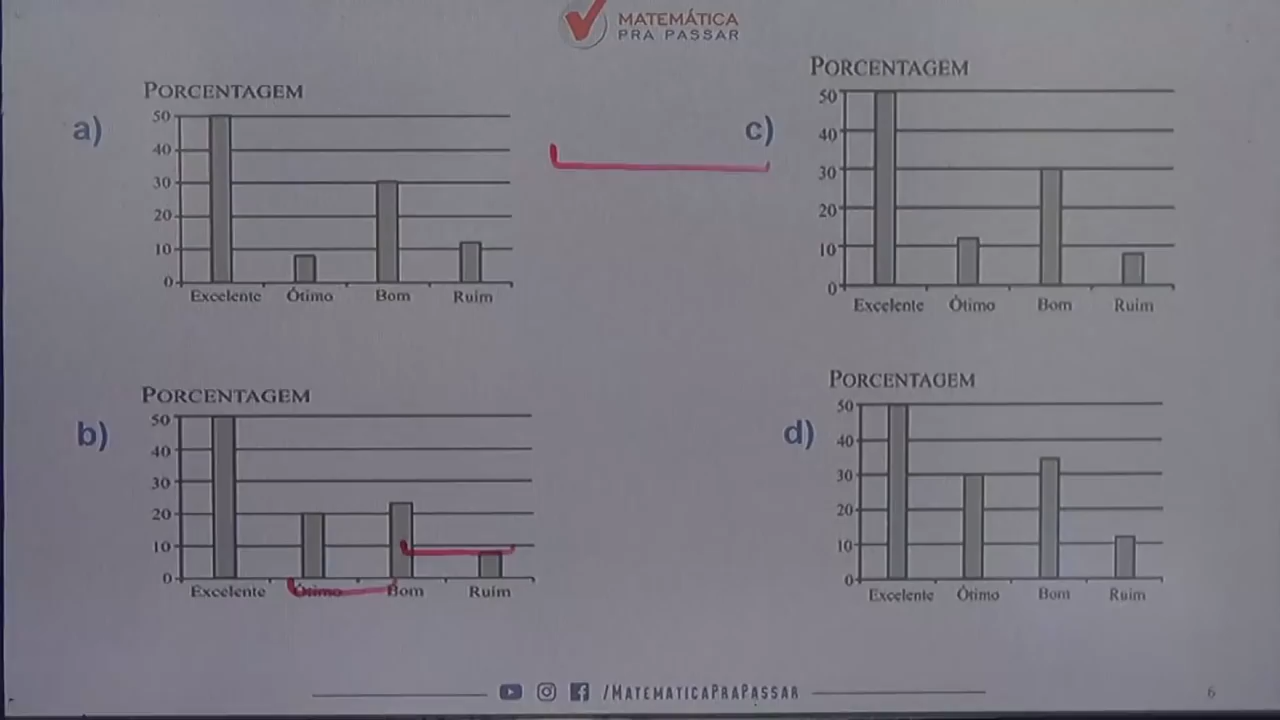 MATEMÁTICA
PRA PASSAR
a)
PORCENTAGEM
50
40
30
20
10
0
Excelente Ótimo Bom Ruim
c)
PORCENTAGEM
50
40
30
20
10
0
Excelente Ótimo Bom Ruim
b)
PORCENTAGEM
50
40
30
20
10
0
Excelente Ótimo Bom Ruim
d)
PORCENTAGEM
50
40
30
20
10
0
Excelente Ótimo Bom Ruim
/MATEMATICAPRAPASSAR
6